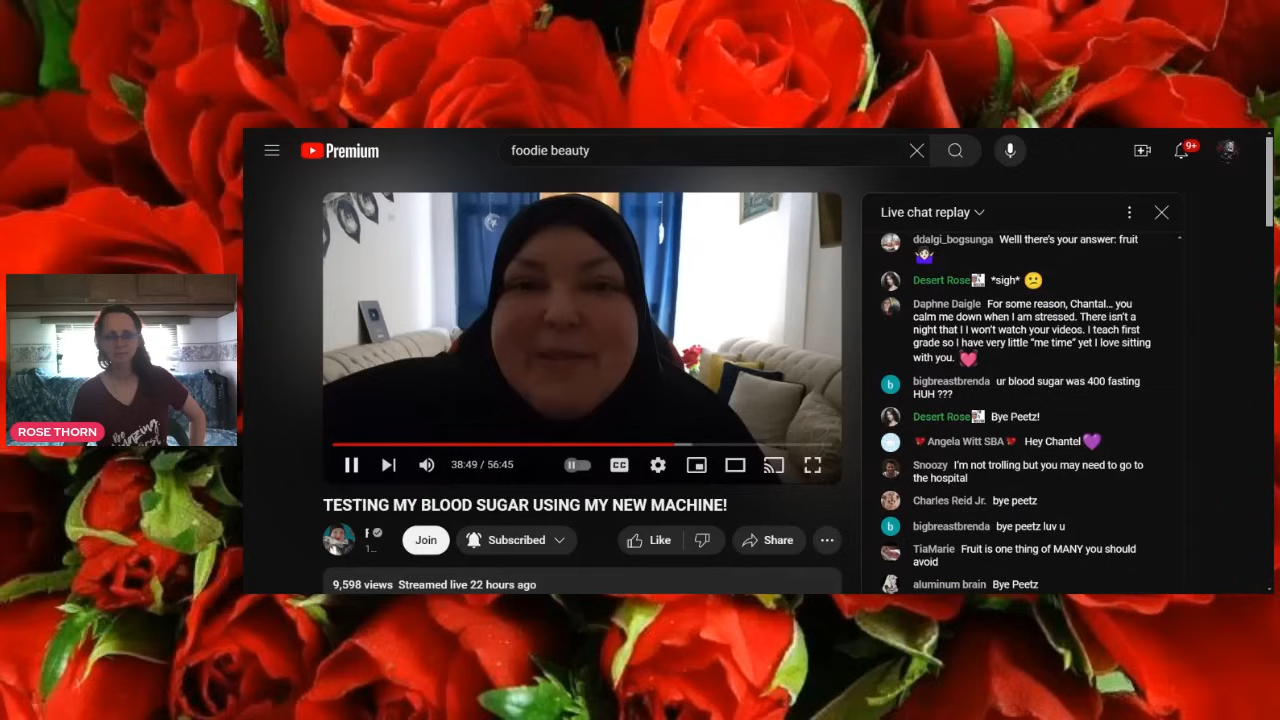 Premium
foodie beauty
9+
Live chat replay
ddalgi_bogsunga Welll there's your answer: fruit
Desert Rose *sigh*
Daphne Daigle For some reason, Chantal... you
calm me down when I am stressed. There isn't a
night that I I won't watch your videos. I teach first
grade so I have very little "me time" yet I love sitting
with you.
b bigbreastbrenda ur blood sugar was 400 fasting
HUH ???
Desert Rose Bye Peetz!
Angela Witt SBA Hey Chantel
Snoozy I'm not trolling but you may need to go to
the hospital
Charles Reid Jr. bye peetz
b bigbreastbrenda bye peetz luv u
TiaMarie Fruit is one thing of MANY you should
avoid
aluminum brain Bye Peetz
ROSE THORN
38:49 / 56:45
CC
TESTING MY BLOOD SUGAR USING MY NEW MACHINE!
F
1...
Join
Subscribed
Like
Share
9,598 views Streamed live 22 hours ago